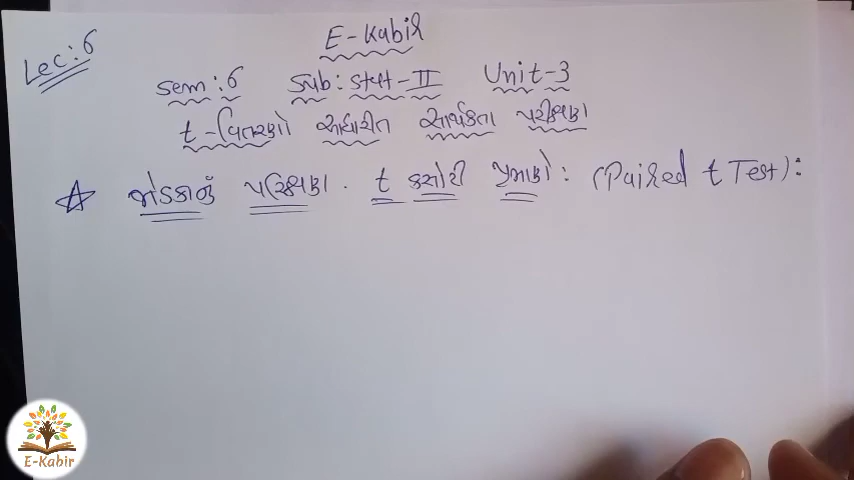 E-Kabir
Lec: 6
Sem: 6 Sub: સ્ટેટ-II Unit-3
t-વિતરણો આધારીત સાર્થકતા પરીક્ષણ
જોડકાનું પરિક્ષણ. t કસોટી પ્રમાણે: (Paired t Test):
E-Kabir